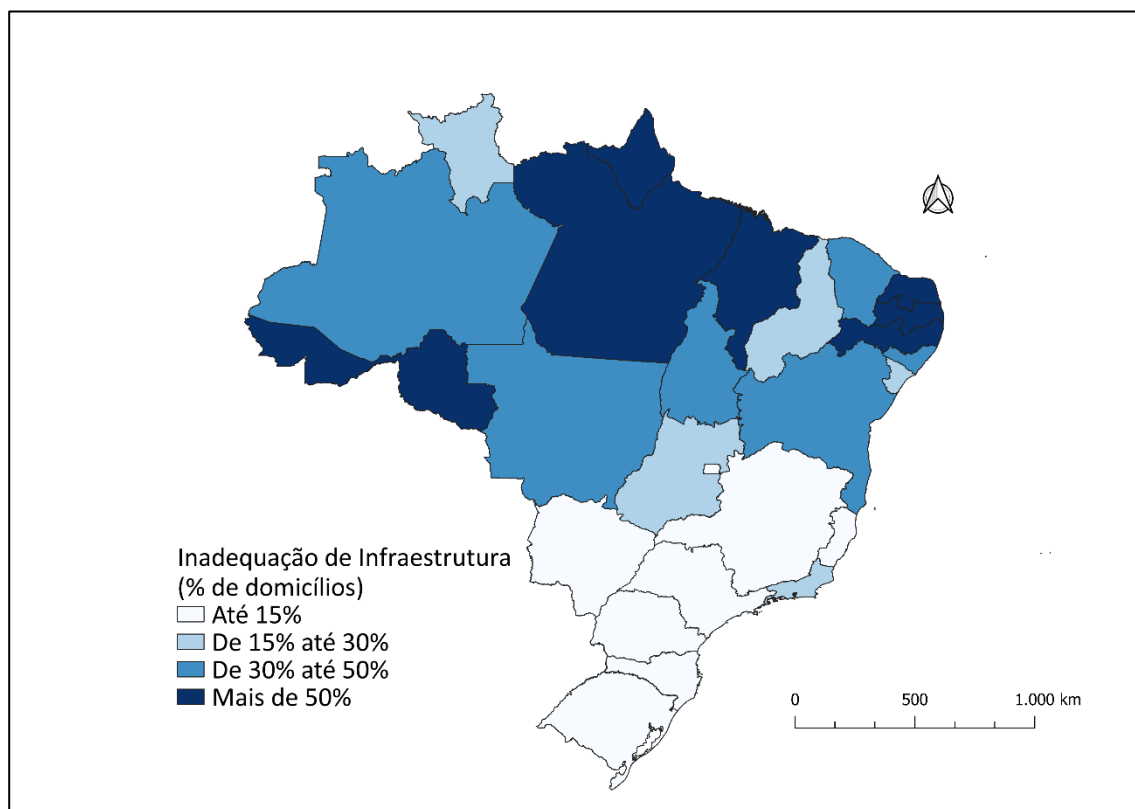 Inadequação de Infraestrutura
(% de domicílios)
Até 15%
De 15% até 30%
De 30% até 50%
Mais de 50%
0 500 1.000 km